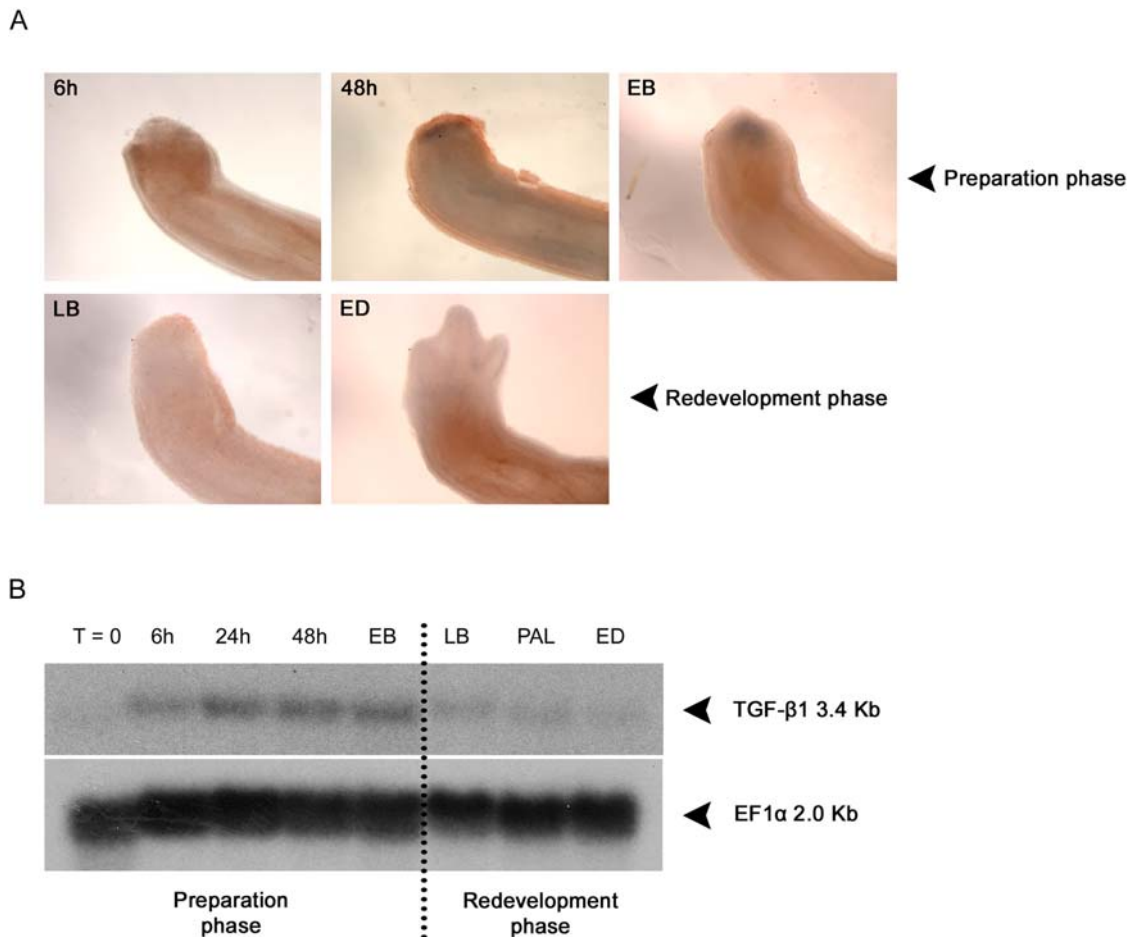 A
6h
48h
EB
Preparation phase
LB
ED
Redevelopment phase
B
T = 0 6h 24h 48h EB LB PAL ED
TGF-β1 3.4 Kb
EF1α 2.0 Kb
Preparation
phase
Redevelopment
phase